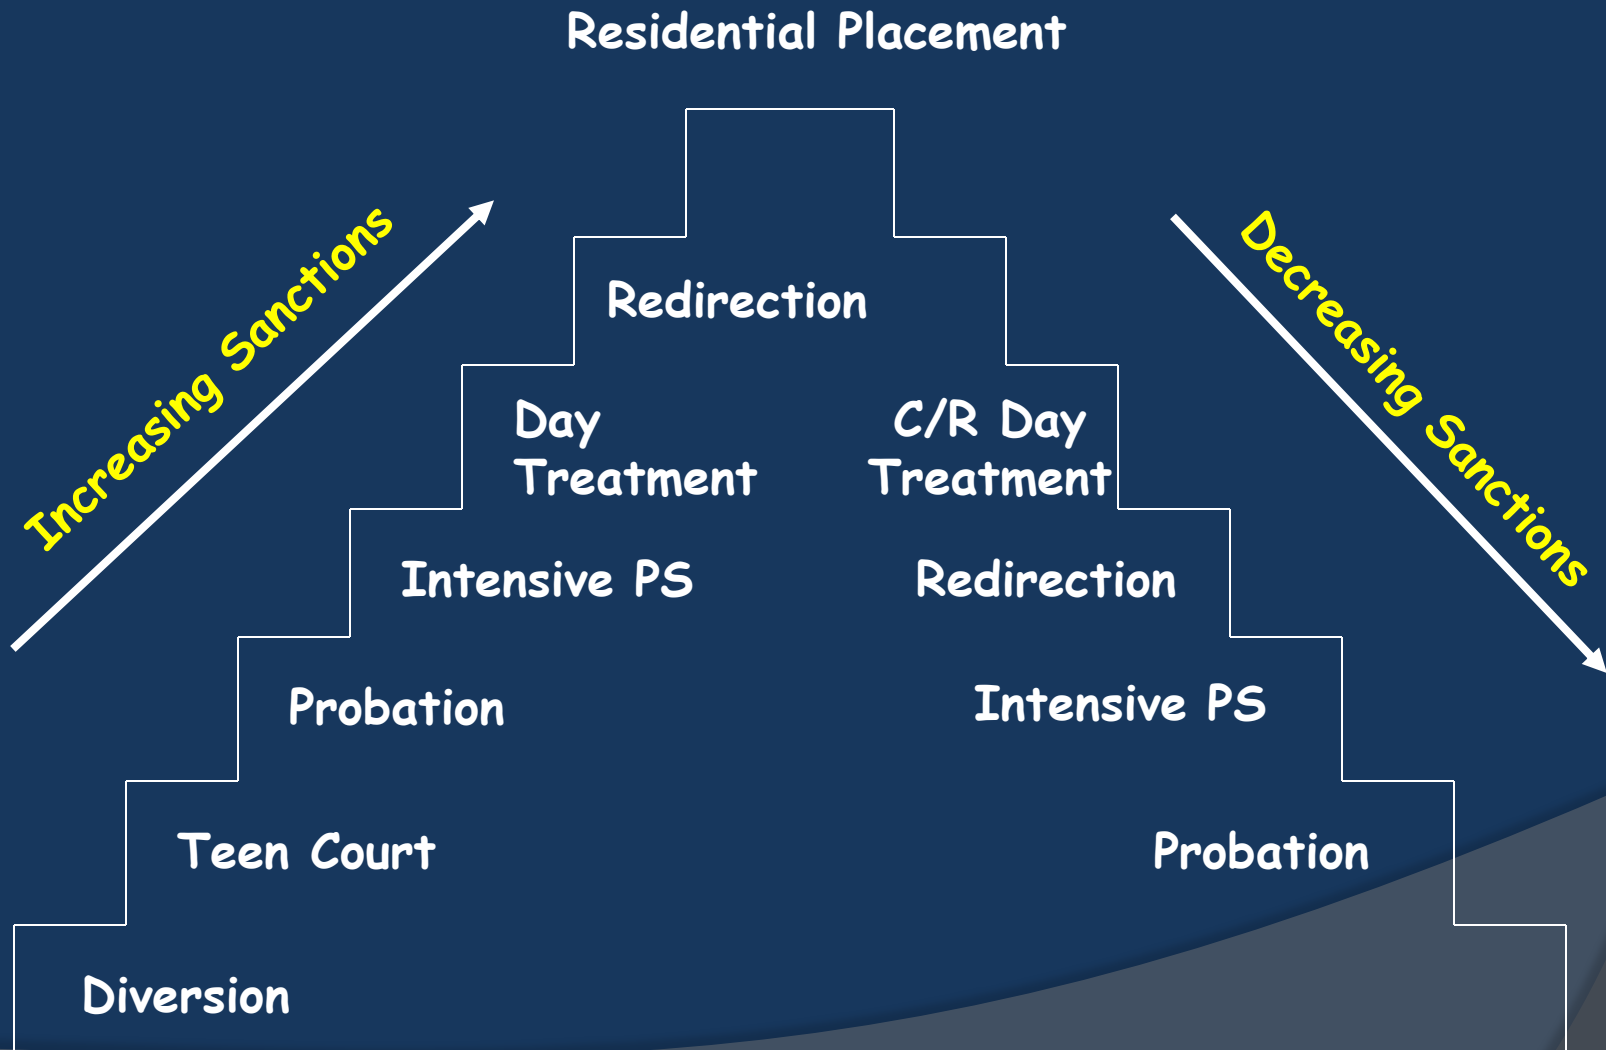 Residential Placement
Increasing Sanctions
Decreasing Sanctions
Redirection
Day
Treatment
C/R Day
Treatment
Intensive PS
Redirection
Probation
Intensive PS
Teen Court
Probation
Diversion